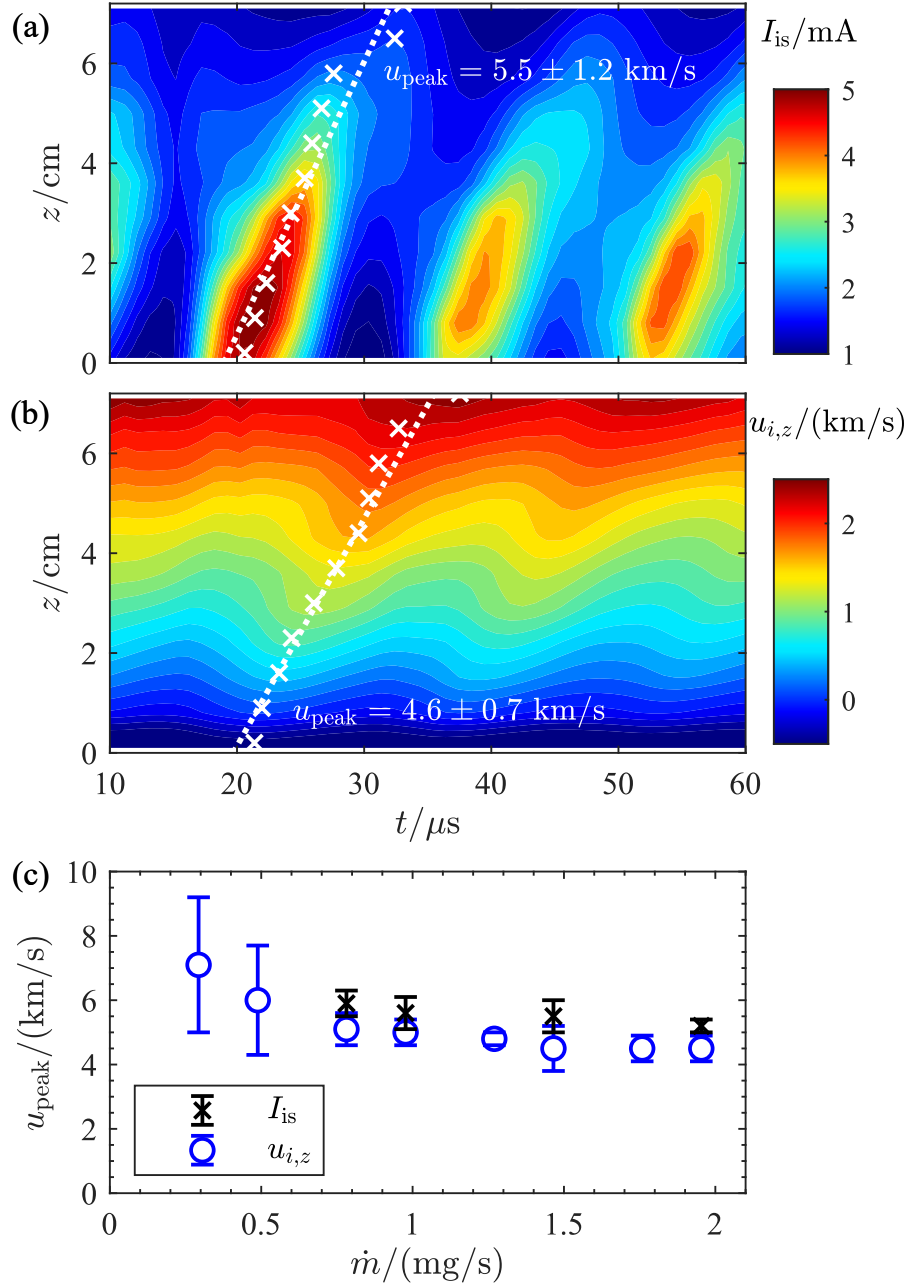 (a)
I_is/mA
6
4
2
0
z/cm
u_peak = 5.5 ± 1.2 km/s
5
4
3
2
1
(b)
u_i,z/(km/s)
6
4
2
0
z/cm
u_peak = 4.6 ± 0.7 km/s
2
1
0
10 20 30 40 50 60
t/μs
(c)
10
8
6
4
2
0
u_peak/(km/s)
I_is
u_i,z
0 0.5 1 1.5 2
ṁ/(mg/s)